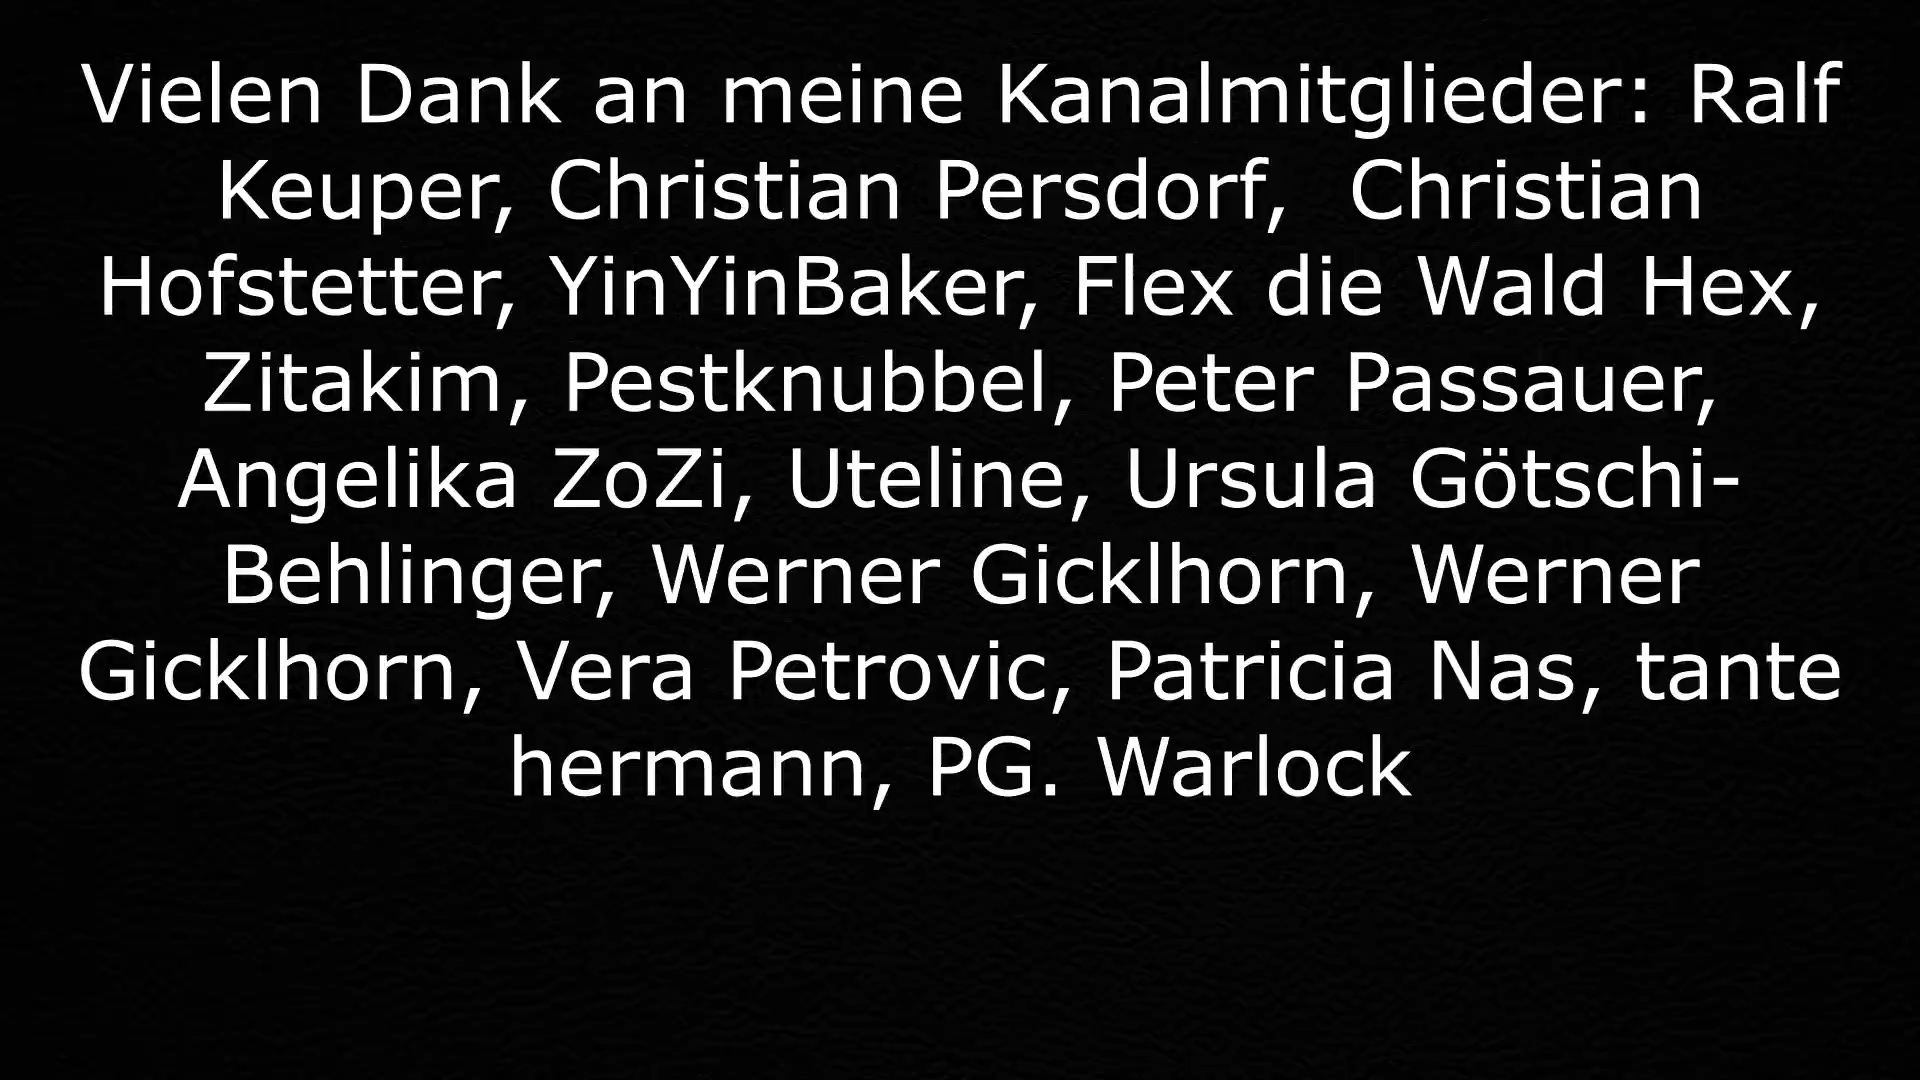 Vielen Dank an meine Kanalmitglieder: Ralf
Keuper, Christian Persdorf,  Christian
Hofstetter, YinYinBaker, Flex die Wald Hex,
Zitakim, Pestknubbel, Peter Passauer,
Angelika ZoZi, Uteline, Ursula Götschi-
Behlinger, Werner Gicklhorn, Werner
Gicklhorn, Vera Petrovic, Patricia Nas, tante
hermann, PG. Warlock